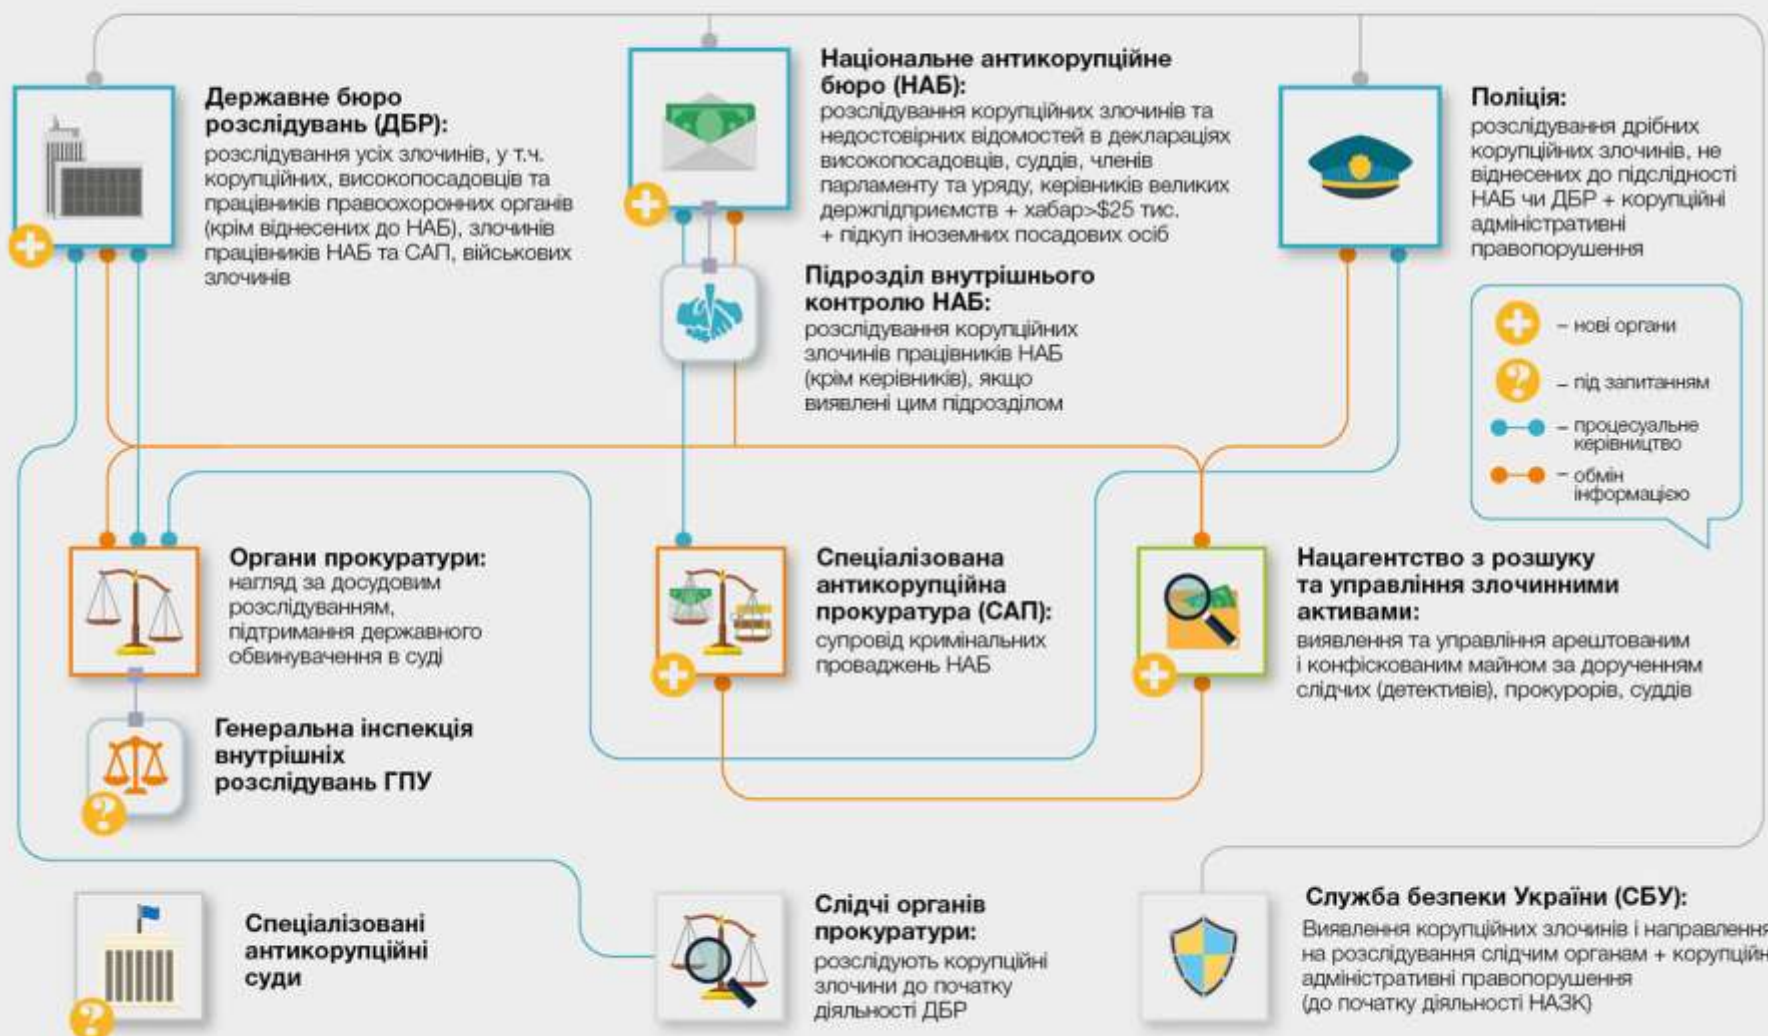 Державне бюро
розслідувань (ДБР):
розслідування усіх злочинів, у т.ч.
корупційних, високопосадовців та
працівників правоохоронних органів
(крім віднесених до НАБ), злочинів
працівників НАБ та САП, військових
злочинів
Національне антикорупційне
бюро (НАБ):
розслідування корупційних злочинів та
недостовірних відомостей в деклараціях
високопосадовців, суддів, членів
парламенту та уряду, керівників великих
держпідприємств + хабар>$25 тис.
+ підкуп іноземних посадових осіб
Підрозділ внутрішнього
контролю НАБ:
розслідування корупційних
злочинів працівників НАБ
(крім керівників), якщо
виявлені цим підрозділом
Поліція:
розслідування дрібних
корупційних злочинів, не
віднесених до підслідності
НАБ чи ДБР + корупційні
адміністративні
правопорушення
– нові органи
– під запитанням
– процесуальне
керівництво
– обмін
інформацією
Органи прокуратури:
нагляд за досудовим
розслідуванням,
підтримання державного
обвинувачення в суді
Спеціалізована
антикорупційна
прокуратура (САП):
супровід кримінальних
проваджень НАБ
Нацагентство з розшуку
та управління злочинними
активами:
виявлення та управління арештованим
і конфіскованим майном за дорученням
слідчих (детективів), прокурорів, суддів
Генеральна інспекція
внутрішніх
розслідувань ГПУ
Спеціалізовані
антикорупційні
суди
Слідчі органів
прокуратури:
розслідують корупційні
злочини до початку
діяльності ДБР
Служба безпеки України (СБУ):
Виявлення корупційних злочинів і направлення
на розслідування слідчим органам + корупційн
адміністративні правопорушення
(до початку діяльності НАЗК)